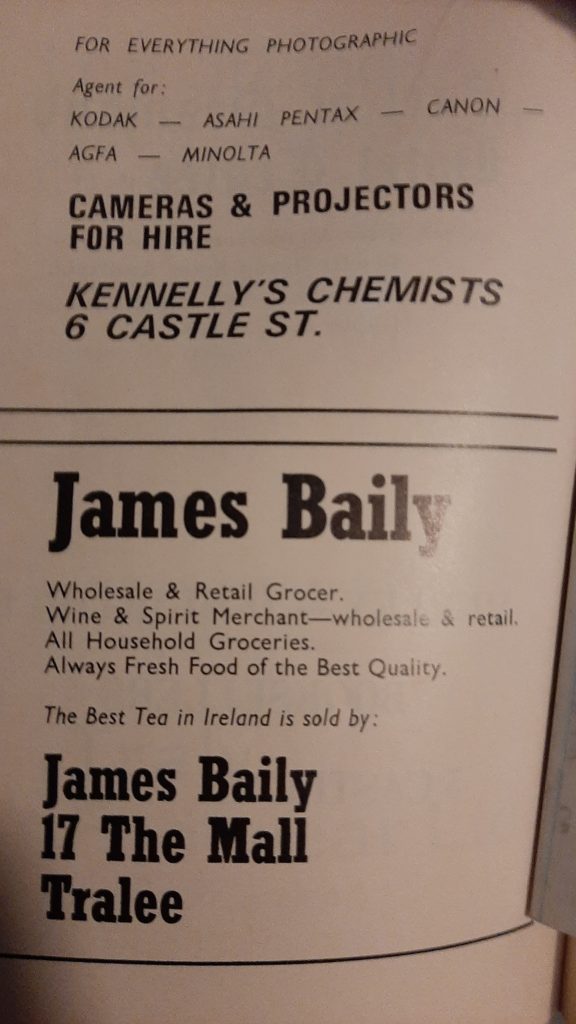 FOR EVERYTHING PHOTOGRAPHIC
Agent for:
KODAK — ASAHI PENTAX — CANON —
AGFA — MINOLTA
CAMERAS & PROJECTORS
FOR HIRE
KENNELLY'S CHEMISTS
6 CASTLE ST.
James Baily
Wholesale & Retail Grocer.
Wine & Spirit Merchant—wholesale & retail.
All Household Groceries.
Always Fresh Food of the Best Quality.
The Best Tea in Ireland is sold by:
James Baily
17 The Mall
Tralee